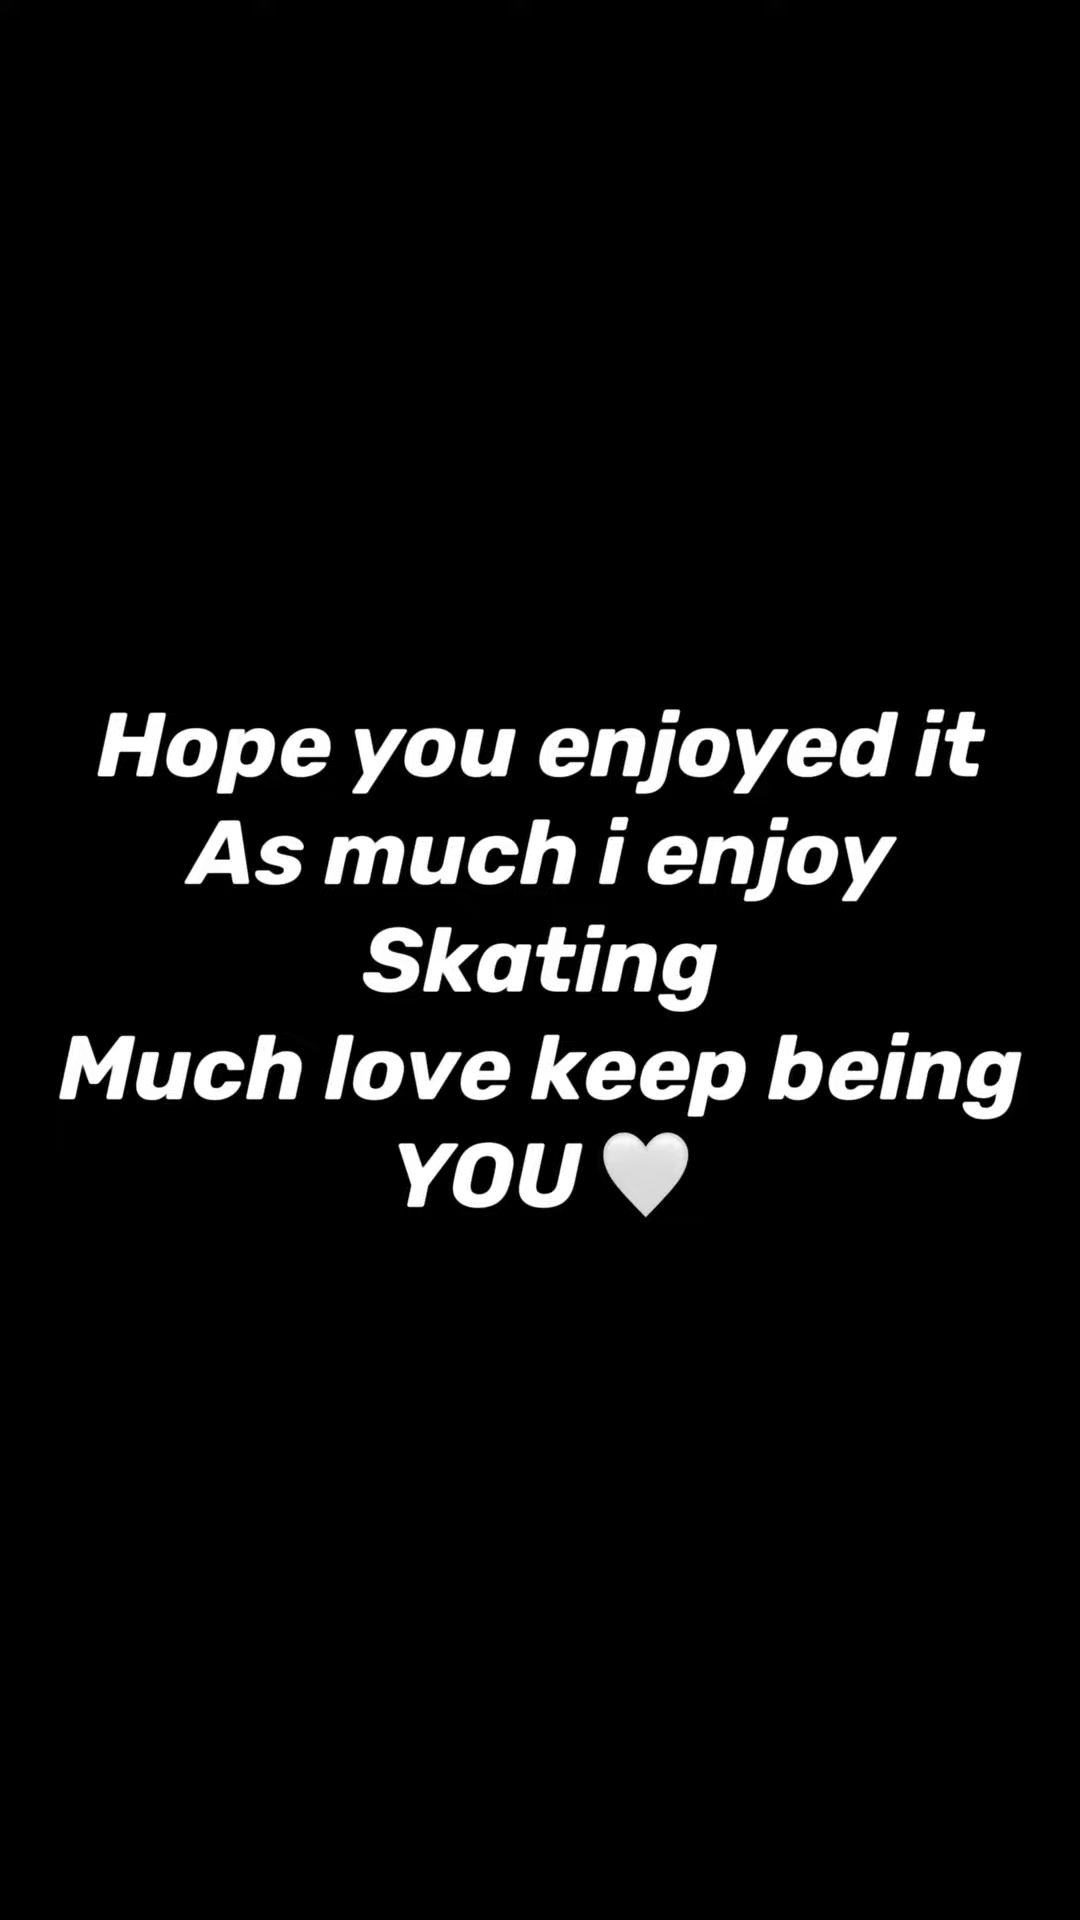 Hope you enjoyed it
As much i enjoy
Skating
Much love keep being
YOU 🤍